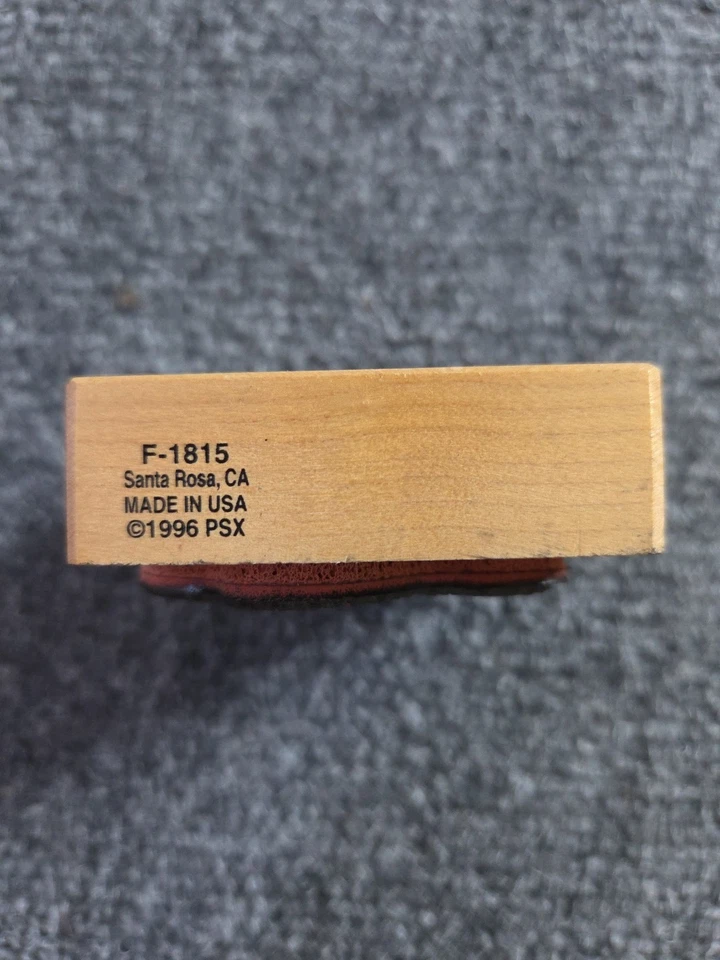 F-1815
Santa Rosa, CA
MADE IN USA
©1996 PSX